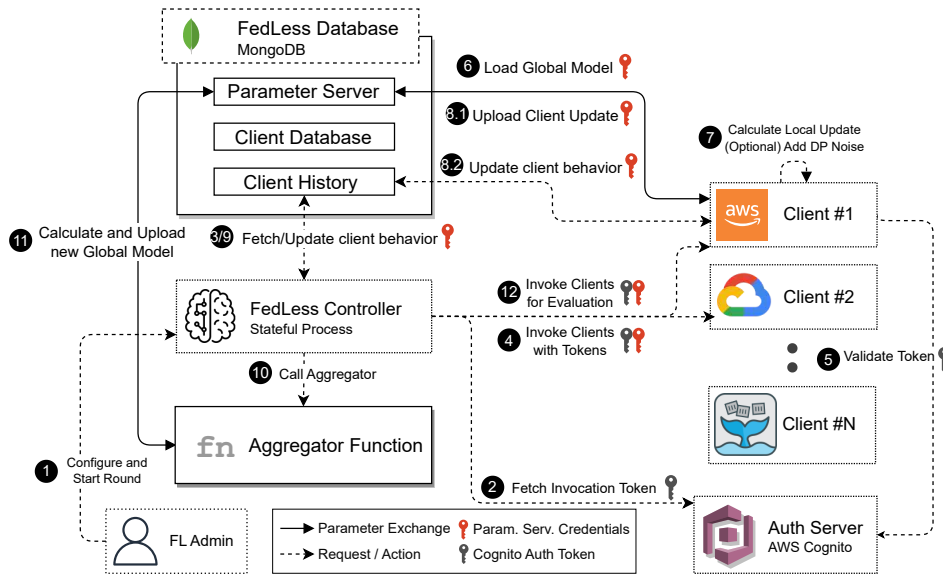 FedLess Database
MongoDB
Parameter Server
Client Database
Client History
6 Load Global Model
8.1 Upload Client Update
8.2 Update client behavior
7 Calculate Local Update
(Optional) Add DP Noise
aws
Client #1
Client #2
Client #N
11 Calculate and Upload
new Global Model
3/9 Fetch/Update client behavior
FedLess Controller
Stateful Process
12 Invoke Clients
for Evaluation
4 Invoke Clients
with Tokens
5 Validate Token
10 Call Aggregator
fn Aggregator Function
1 Configure and
Start Round
2 Fetch Invocation Token
FL Admin
Parameter Exchange
Param. Serv. Credentials
Request / Action
Cognito Auth Token
Auth Server
AWS Cognito